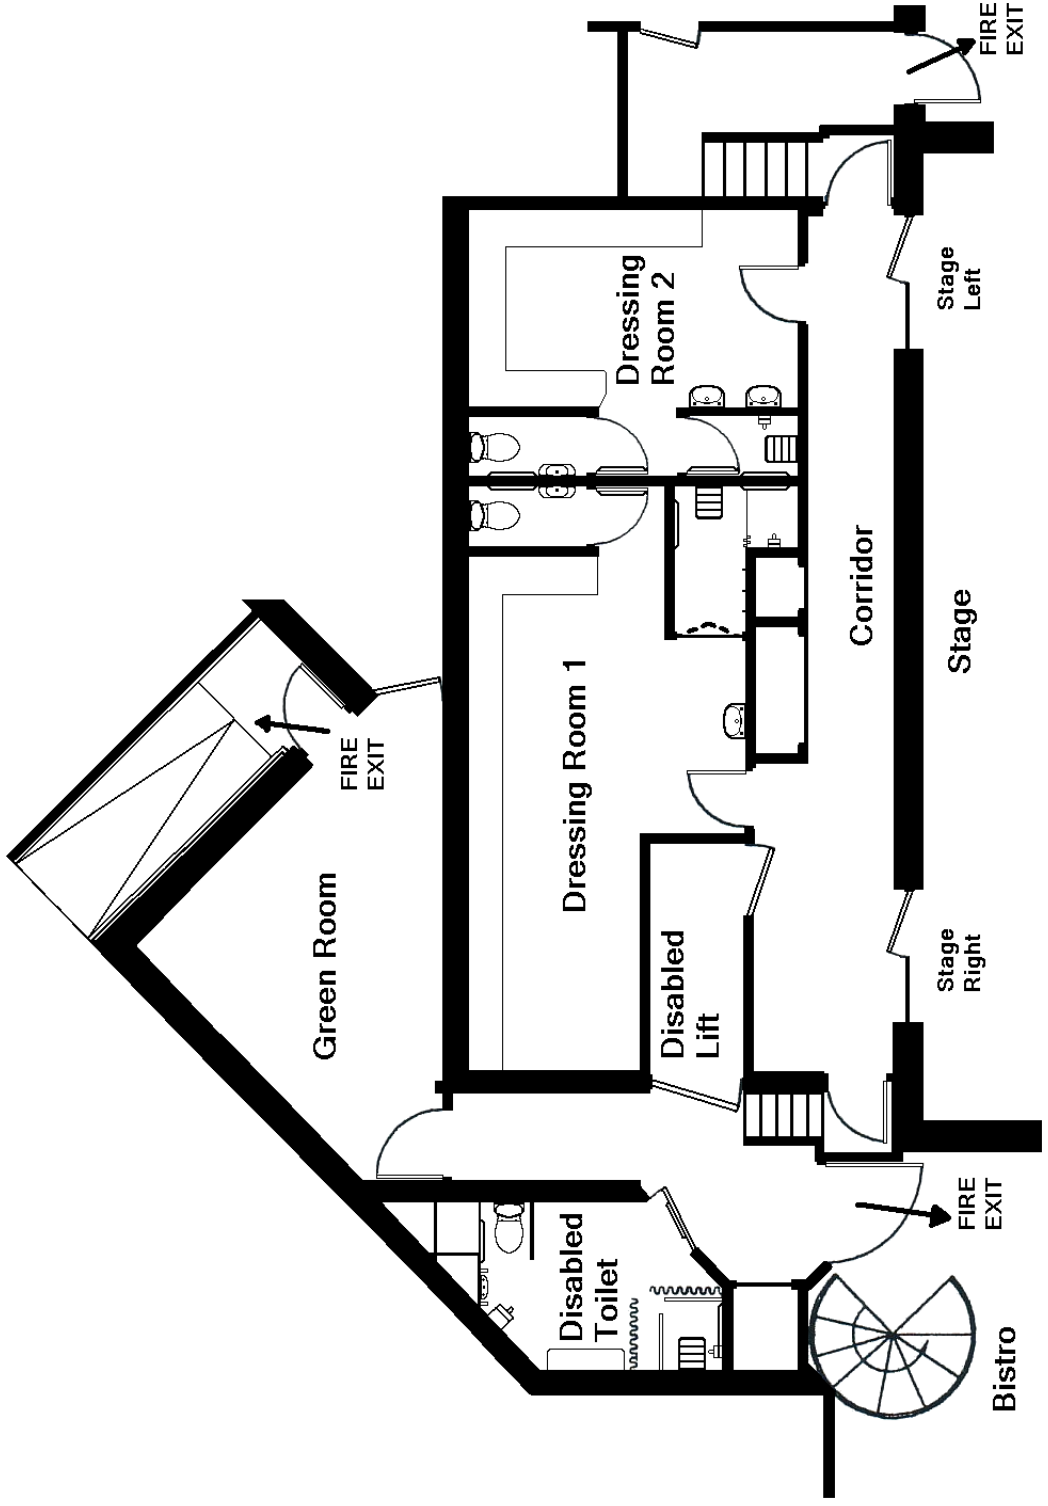 FIRE
EXIT
Stage
Left
Dressing
Room 2
Corridor
Stage
FIRE
EXIT
Dressing Room 1
Green Room
Disabled
Lift
Stage
Right
FIRE
EXIT
Disabled
Toilet
Bistro